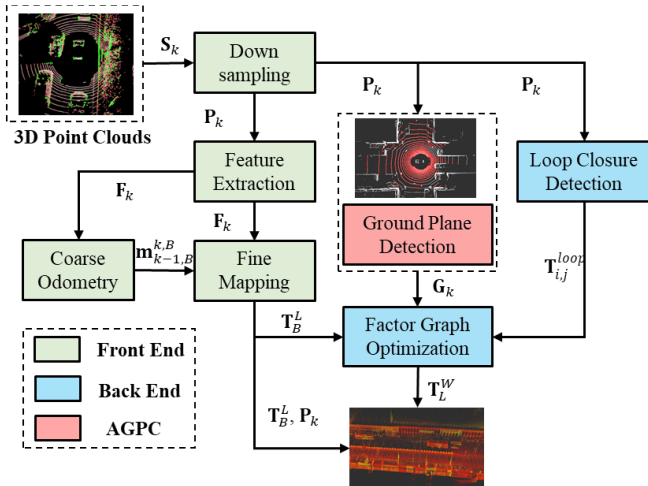 S_k
Down
sampling
3D Point Clouds
P_k
P_k
P_k
Feature
Extraction
Loop Closure
Detection
F_k
F_k
Ground Plane
Detection
Coarse
Odometry
m_{k-1,B}^{k,B}
Fine
Mapping
T_{i,j}^{loop}
G_k
T_B^L
Factor Graph
Optimization
Front End
Back End
AGPC
T_L^W
T_B^L, P_k